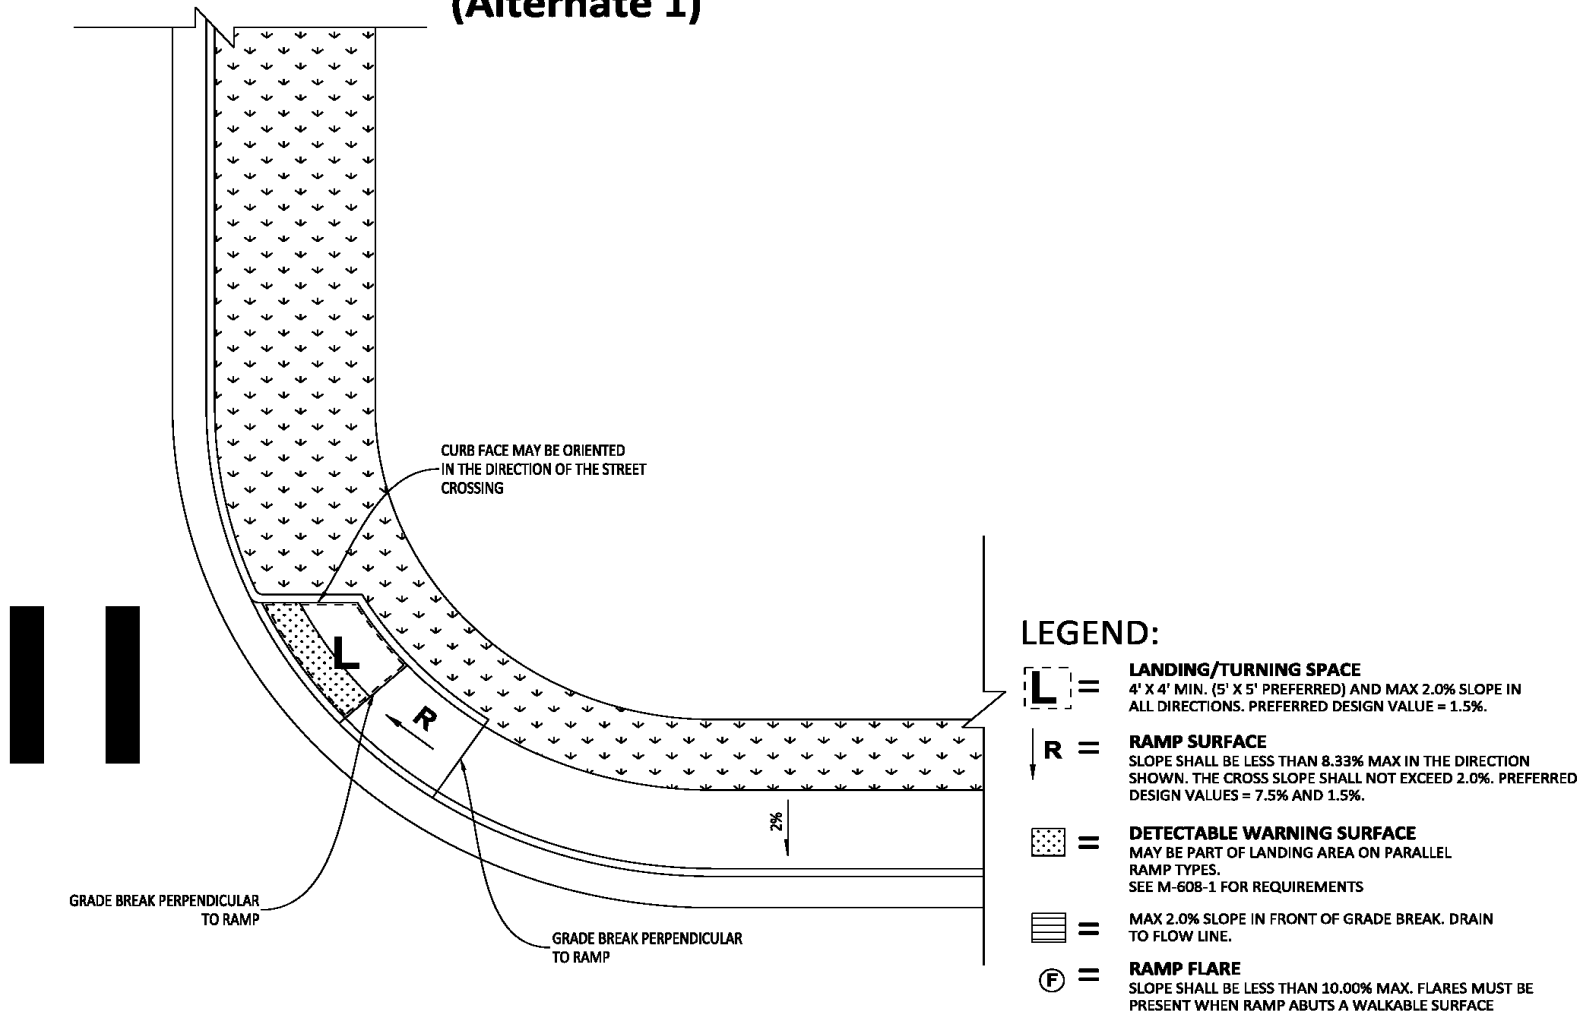 (Alternate 1)
CURB FACE MAY BE ORIENTED
IN THE DIRECTION OF THE STREET
CROSSING
L
R
2%
GRADE BREAK PERPENDICULAR
TO RAMP
GRADE BREAK PERPENDICULAR
TO RAMP
LEGEND:
L = LANDING/TURNING SPACE
4' X 4' MIN. (5' X 5' PREFERRED) AND MAX 2.0% SLOPE IN
ALL DIRECTIONS. PREFERRED DESIGN VALUE = 1.5%.
R = RAMP SURFACE
SLOPE SHALL BE LESS THAN 8.33% MAX IN THE DIRECTION
SHOWN. THE CROSS SLOPE SHALL NOT EXCEED 2.0%. PREFERRED
DESIGN VALUES = 7.5% AND 1.5%.
= DETECTABLE WARNING SURFACE
MAY BE PART OF LANDING AREA ON PARALLEL
RAMP TYPES.
SEE M-608-1 FOR REQUIREMENTS
= MAX 2.0% SLOPE IN FRONT OF GRADE BREAK. DRAIN
TO FLOW LINE.
F = RAMP FLARE
SLOPE SHALL BE LESS THAN 10.00% MAX. FLARES MUST BE
PRESENT WHEN RAMP ABUTS A WALKABLE SURFACE